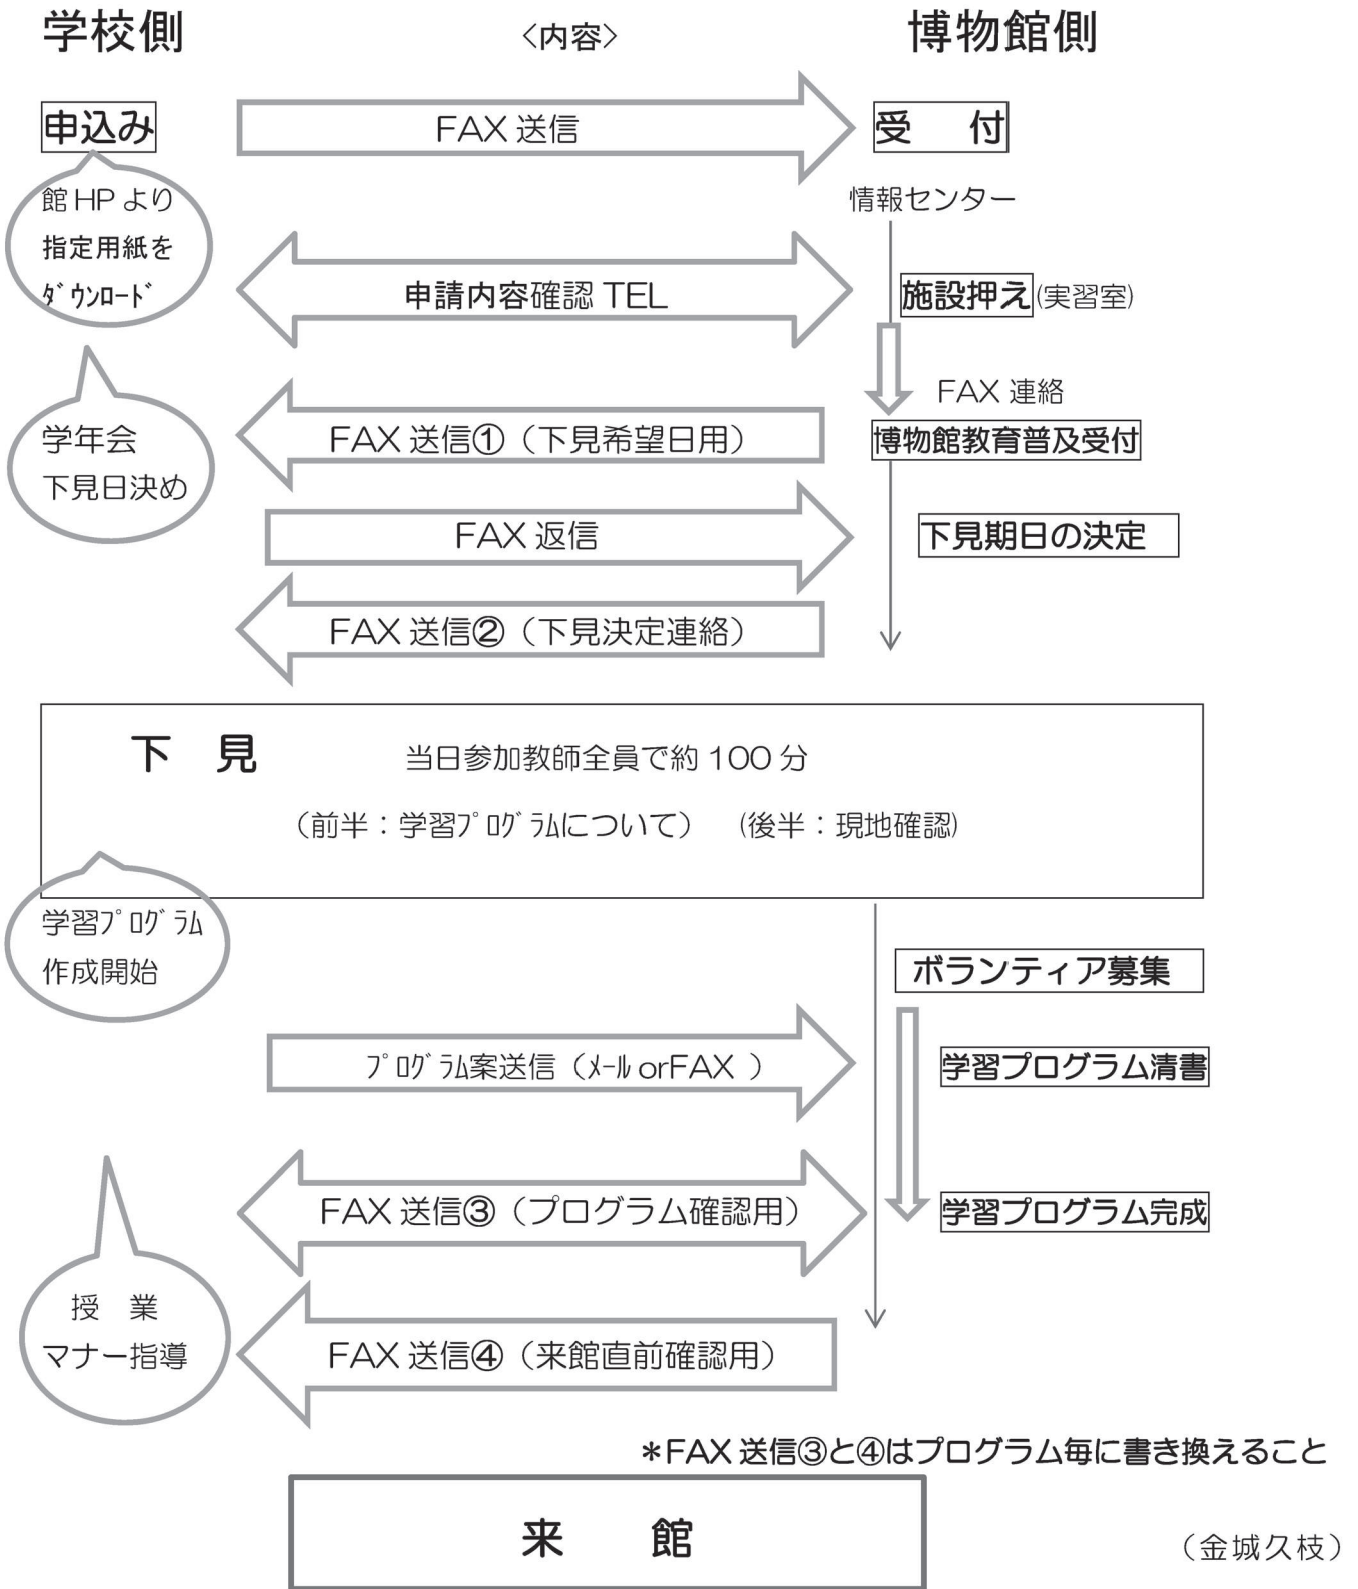 学校側 〈内容〉 博物館側
申込み FAX 送信 受　付
館 HP より
指定用紙を
ﾀﾞｳﾝﾛｰﾄﾞ
情報センター
申請内容確認 TEL
施設押え(実習室)
FAX 連絡
学年会
下見日決め
FAX 送信①（下見希望日用）
博物館教育普及受付
FAX 返信
下見期日の決定
FAX 送信②（下見決定連絡）
下　見　当日参加教師全員で約 100 分
（前半：学習ﾌﾟﾛｸﾞﾗﾑについて）　(後半：現地確認)
学習ﾌﾟﾛｸﾞﾗﾑ
作成開始
ボランティア募集
ﾌﾟﾛｸﾞﾗﾑ案送信（ﾒｰﾙ orFAX ）
学習プログラム清書
FAX 送信③（プログラム確認用）
学習プログラム完成
授　業
マナー指導
FAX 送信④（来館直前確認用）
＊FAX 送信③と④はプログラム毎に書き換えること
来　館
（金城久枝）